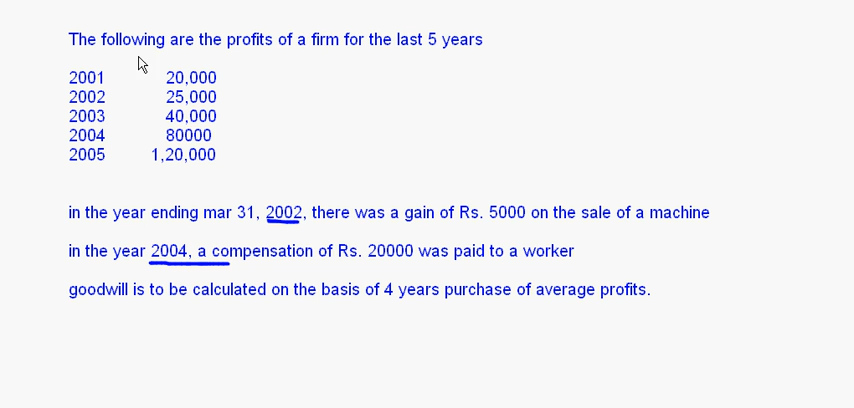 The following are the profits of a firm for the last 5 years
2001 20,000
2002 25,000
2003 40,000
2004 80000
2005 1,20,000
in the year ending mar 31, 2002, there was a gain of Rs. 5000 on the sale of a machine
in the year 2004, a compensation of Rs. 20000 was paid to a worker
goodwill is to be calculated on the basis of 4 years purchase of average profits.